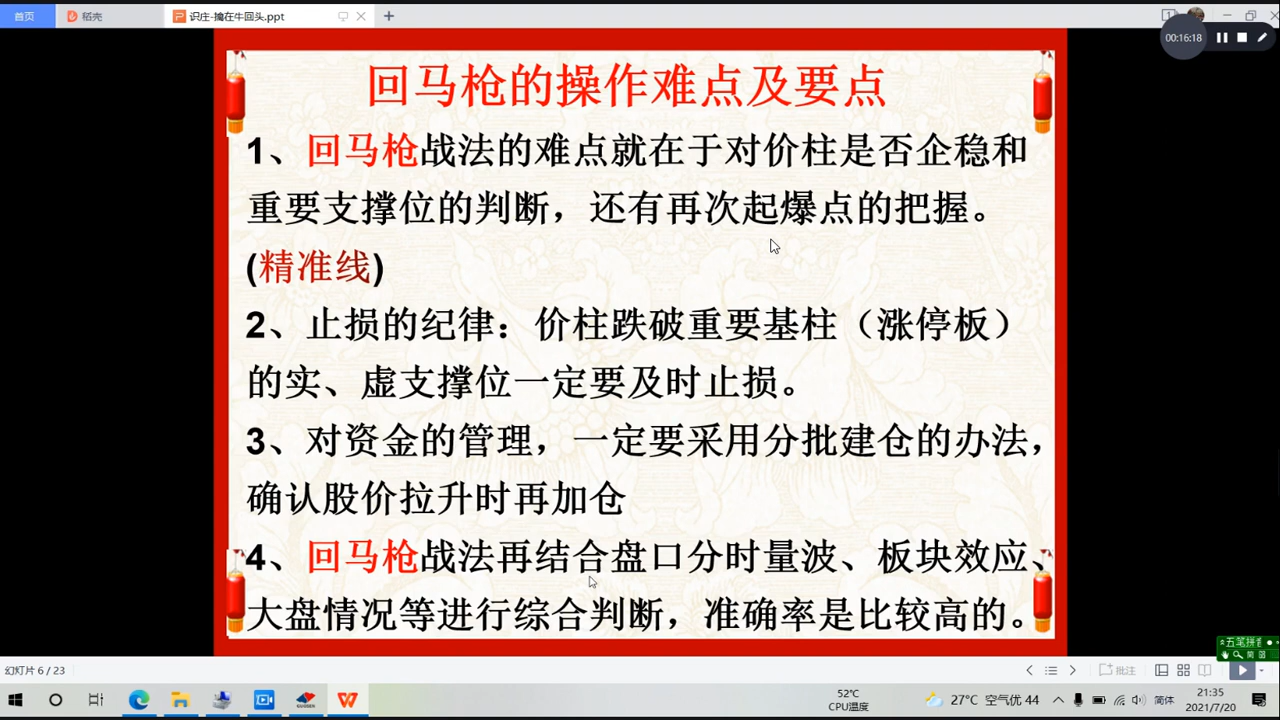 首页
稻壳
识庄-擒在牛回头.ppt
1
00:16:18
回马枪的操作难点及要点
1、回马枪战法的难点就在于对价柱是否企稳和
重要支撑位的判断，还有再次起爆点的把握。
(精准线)
2、止损的纪律：价柱跌破重要基柱（涨停板）
的实、虚支撑位一定要及时止损。
3、对资金的管理，一定要采用分批建仓的办法，
确认股价拉升时再加仓
4、回马枪战法再结合盘口分时量波、板块效应、
大盘情况等进行综合判断，准确率是比较高的。
五笔拼音
简
幻灯片 6 / 23
批注
52°C
CPU温度
27°C 空气优 44
简体
21:35
2021/7/20